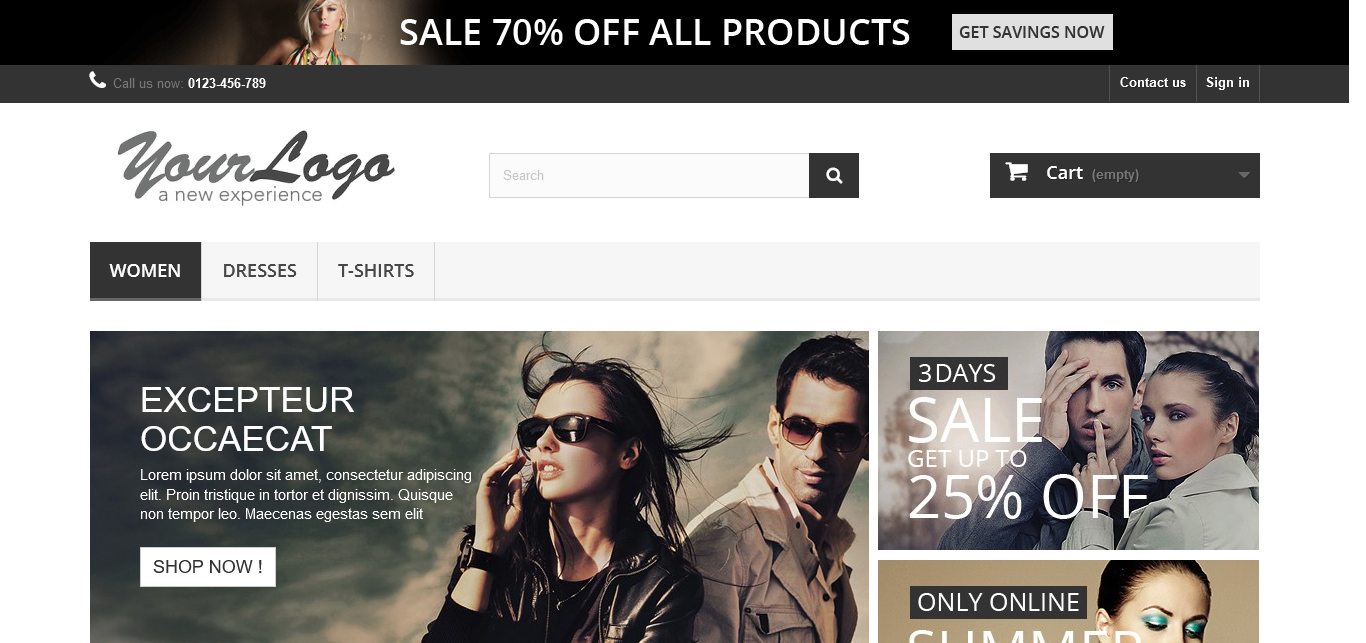 SALE 70% OFF ALL PRODUCTS
GET SAVINGS NOW
Call us now: 0123-456-789
Contact us
Sign in
YourLogo
a new experience
Search
Cart (empty)
WOMEN
DRESSES
T-SHIRTS
EXCEPTEUR
OCCAECAT
Lorem ipsum dolor sit amet, consectetur adipiscing
elit. Proin tristique in tortor et dignissim. Quisque
non tempor leo. Maecenas egestas sem elit
SHOP NOW !
3 DAYS
SALE
GET UP TO
25% OFF
ONLY ONLINE
SUMMER